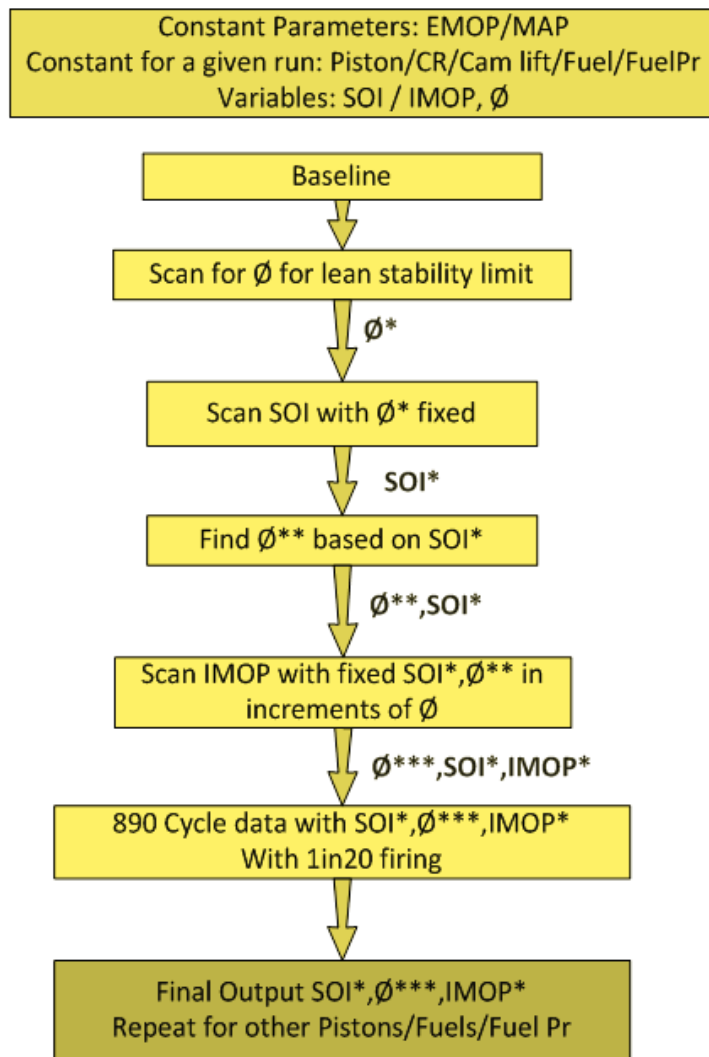 Constant Parameters: EMOP/MAP
Constant for a given run: Piston/CR/Cam lift/Fuel/FuelPr
Variables: SOI / IMOP, Ø
Baseline
Scan for Ø for lean stability limit
Ø*
Scan SOI with Ø* fixed
SOI*
Find Ø** based on SOI*
Ø**,SOI*
Scan IMOP with fixed SOI*,Ø** in
increments of Ø
Ø***,SOI*,IMOP*
890 Cycle data with SOI*,Ø***,IMOP*
With 1in20 firing
Final Output SOI*,Ø***,IMOP*
Repeat for other Pistons/Fuels/Fuel Pr